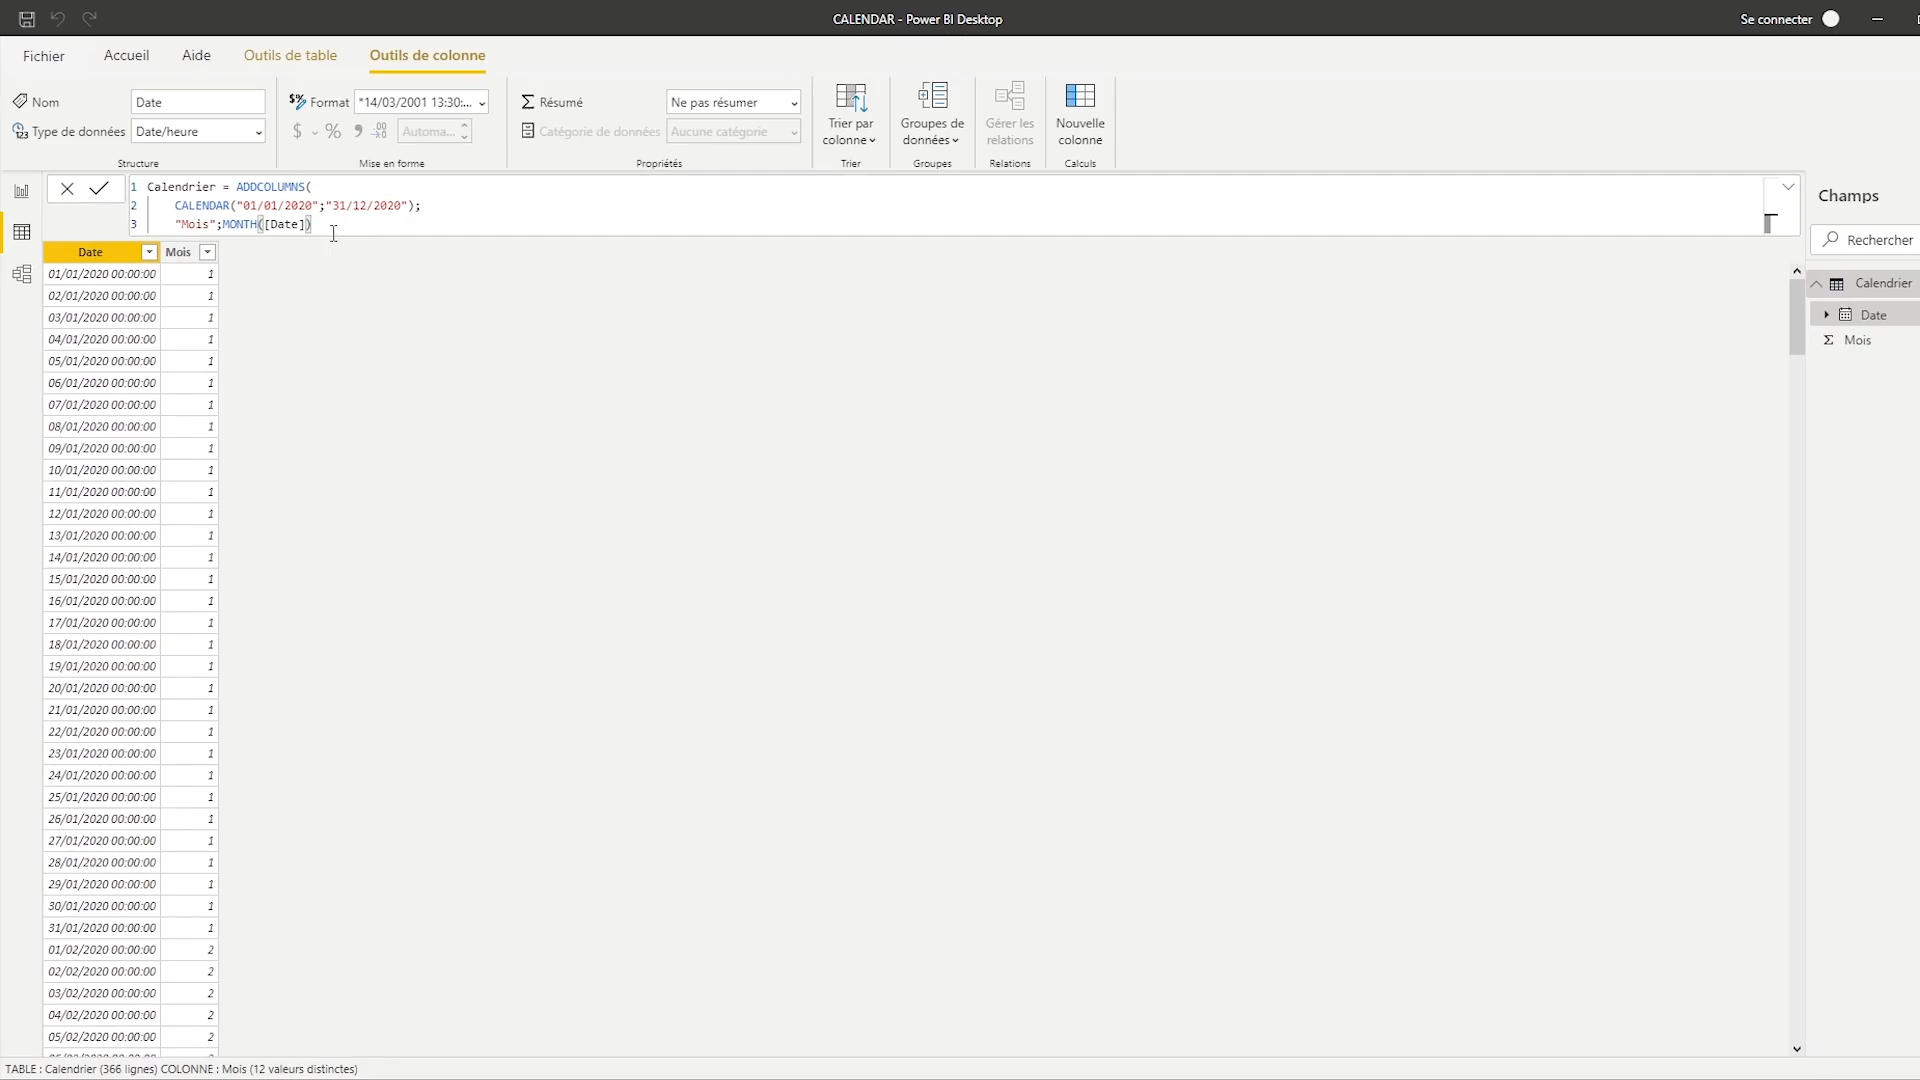 CALENDAR - Power BI Desktop
Se connecter
Fichier
Accueil
Aide
Outils de table
Outils de colonne
Nom
Date
Type de données
Date/heure
Structure
Format
*14/03/2001 13:30:...
$
%
Automa...
Mise en forme
Résumé
Ne pas résumer
Catégorie de données
Aucune catégorie
Propriétés
Trier par colonne
Trier
Groupes de données
Groupes
Gérer les relations
Relations
Nouvelle colonne
Calculs
1 Calendrier = ADDCOLUMNS(
2 CALENDAR("01/01/2020";"31/12/2020");
3 "Mois";MONTH([Date])
Date Mois
01/01/2020 00:00:00 1
02/01/2020 00:00:00 1
03/01/2020 00:00:00 1
04/01/2020 00:00:00 1
05/01/2020 00:00:00 1
06/01/2020 00:00:00 1
07/01/2020 00:00:00 1
08/01/2020 00:00:00 1
09/01/2020 00:00:00 1
10/01/2020 00:00:00 1
11/01/2020 00:00:00 1
12/01/2020 00:00:00 1
13/01/2020 00:00:00 1
14/01/2020 00:00:00 1
15/01/2020 00:00:00 1
16/01/2020 00:00:00 1
17/01/2020 00:00:00 1
18/01/2020 00:00:00 1
19/01/2020 00:00:00 1
20/01/2020 00:00:00 1
21/01/2020 00:00:00 1
22/01/2020 00:00:00 1
23/01/2020 00:00:00 1
24/01/2020 00:00:00 1
25/01/2020 00:00:00 1
26/01/2020 00:00:00 1
27/01/2020 00:00:00 1
28/01/2020 00:00:00 1
29/01/2020 00:00:00 1
30/01/2020 00:00:00 1
31/01/2020 00:00:00 1
01/02/2020 00:00:00 2
02/02/2020 00:00:00 2
03/02/2020 00:00:00 2
04/02/2020 00:00:00 2
05/02/2020 00:00:00 2
Champs
Rechercher
Calendrier
Date
Σ Mois
TABLE : Calendrier (366 lignes) COLONNE : Mois (12 valeurs distinctes)